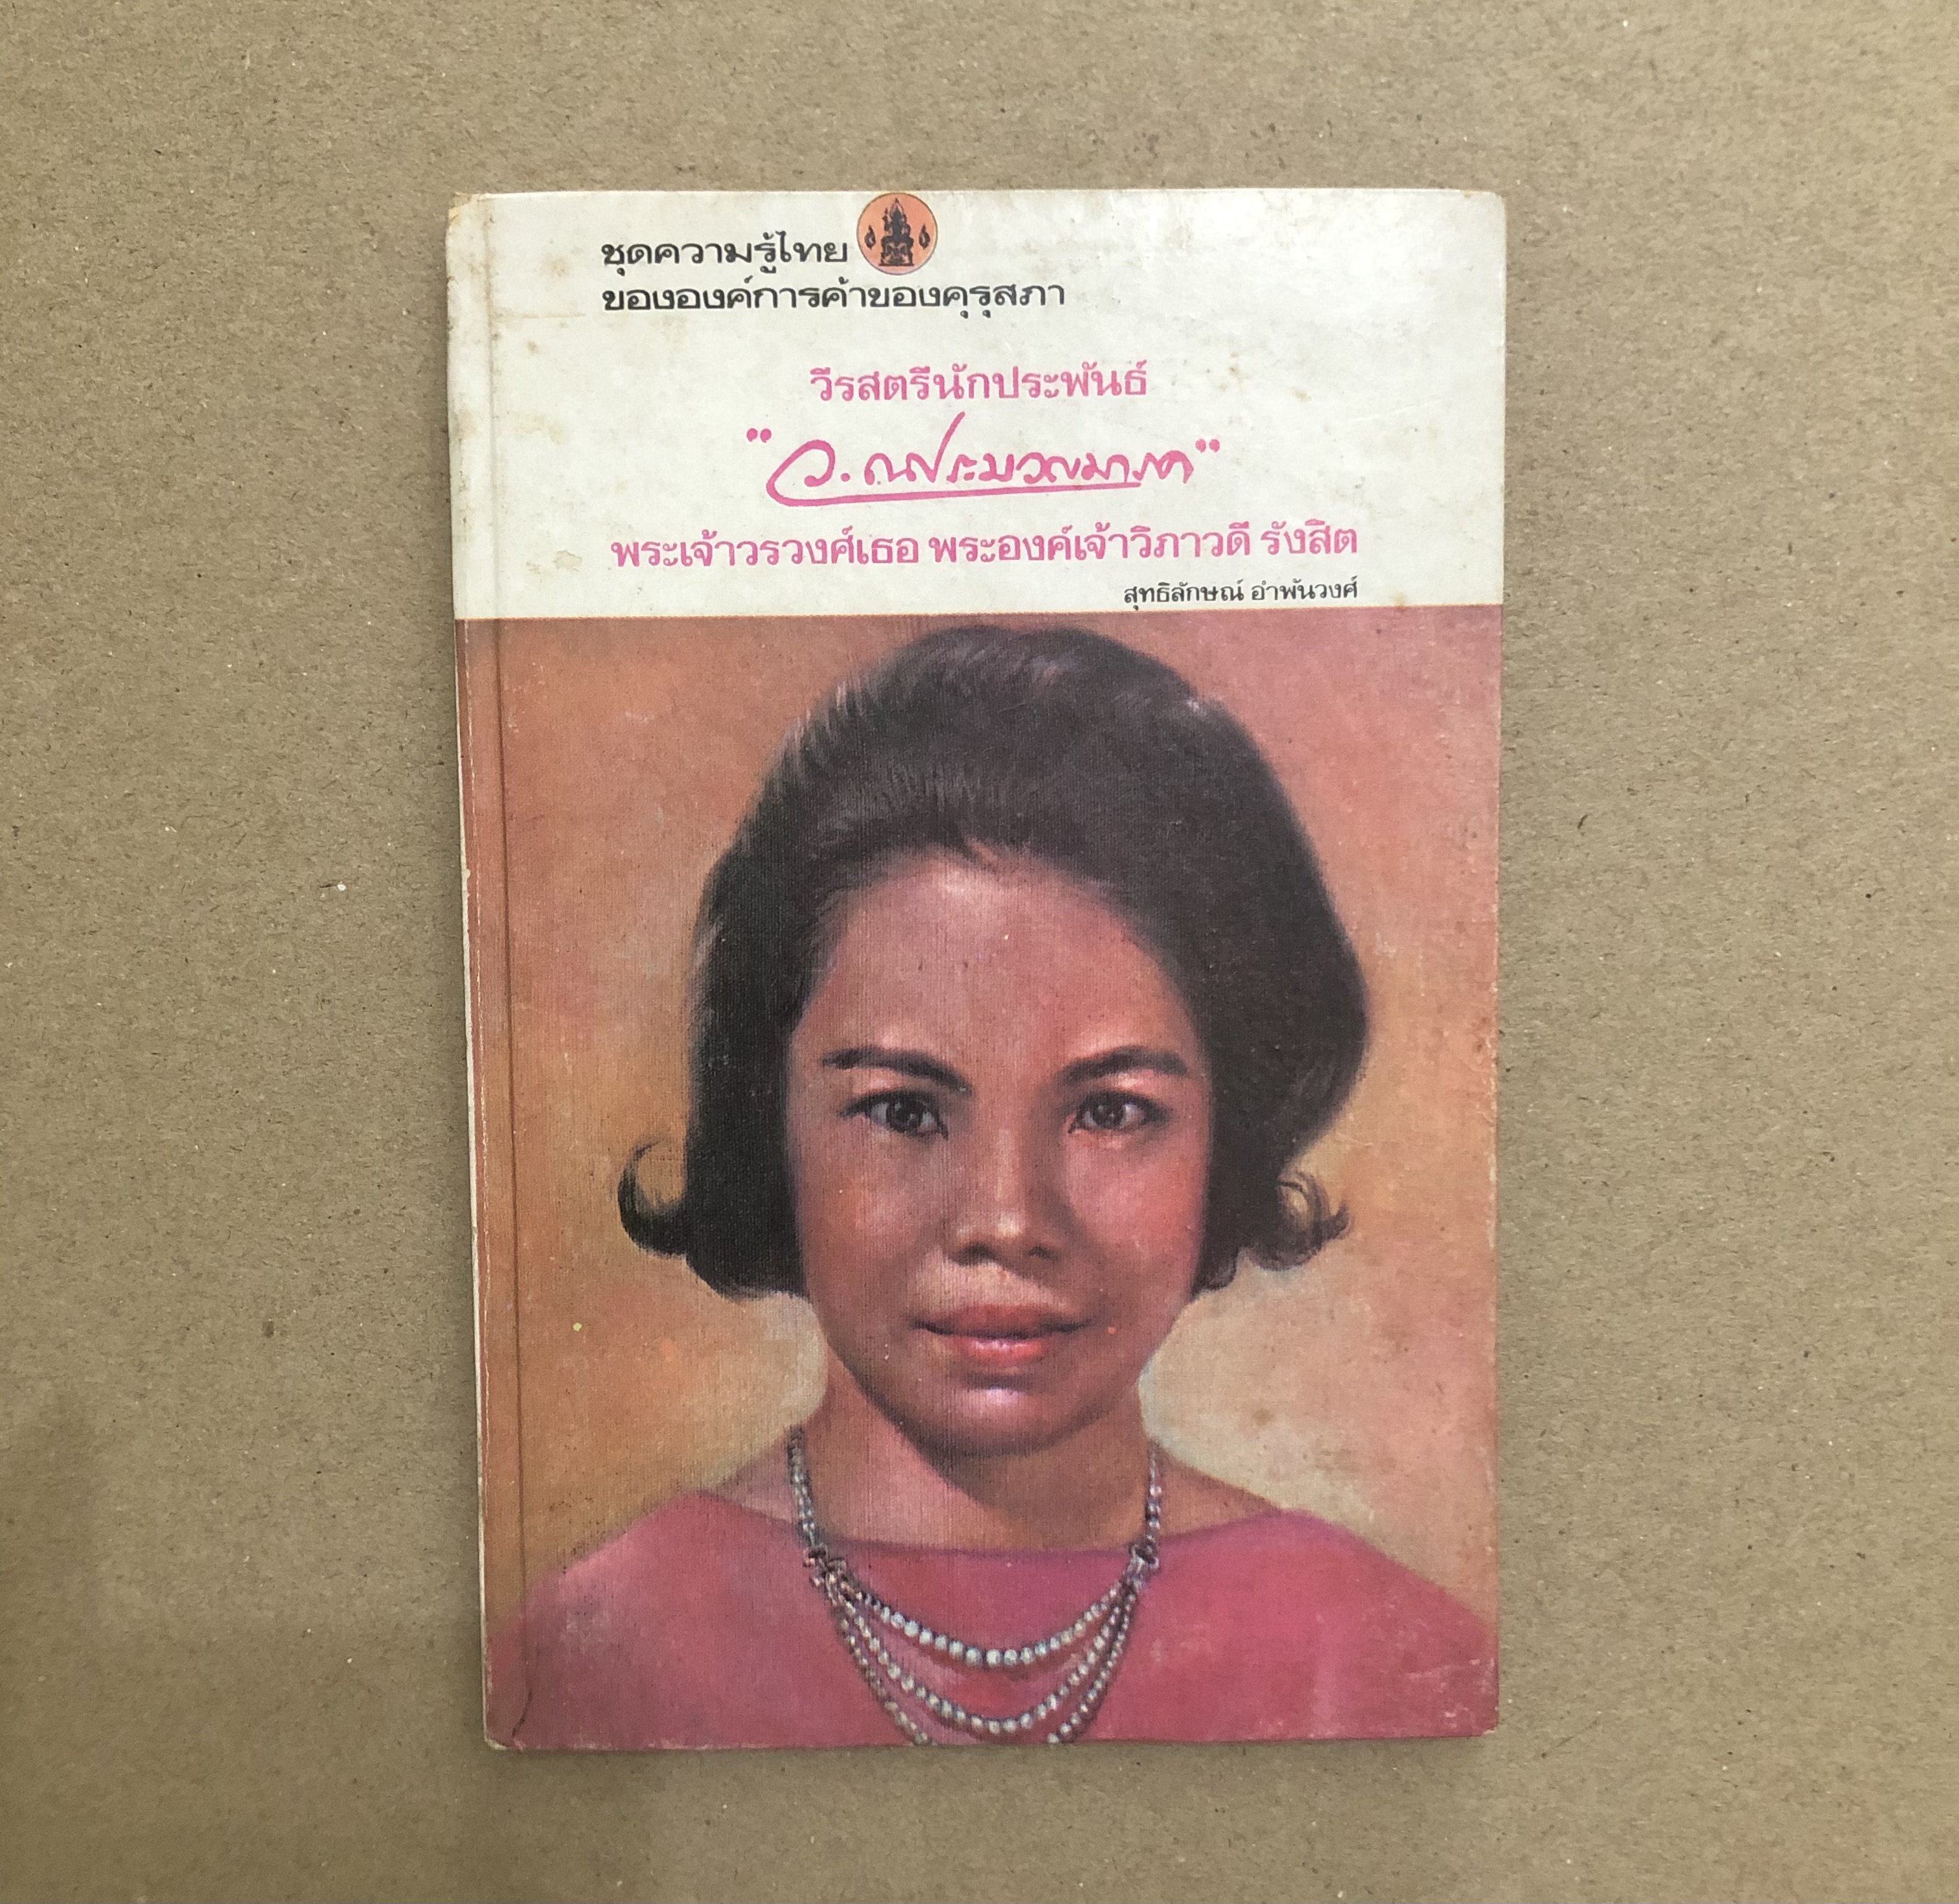 ชุดความรู้ไทย
ขององค์การค้าของคุรุสภา
วีรสตรีนักประพันธ์
"ว. ณประมวญมารค"
พระเจ้าวรวงศ์เธอ พระองค์เจ้าวิภาวดี รังสิต
สุทธิลักษณ์ อำพันวงศ์